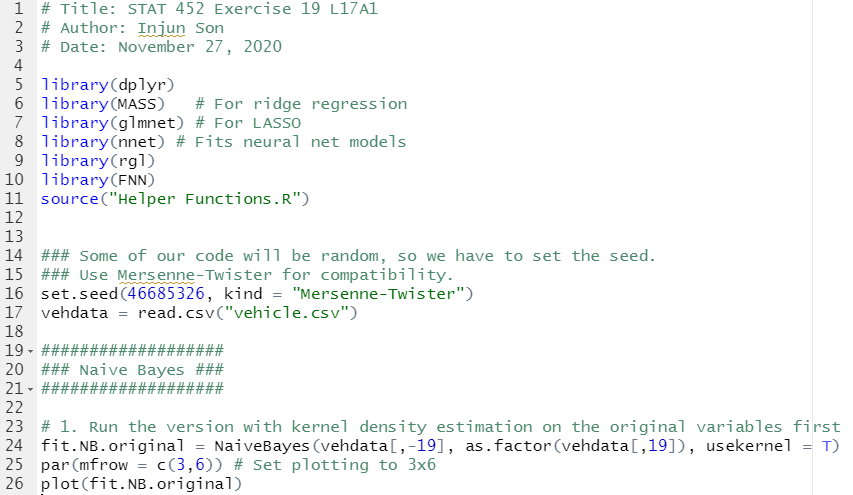 1 # Title: STAT 452 Exercise 19 L17A1
2 # Author: Injun Son
3 # Date: November 27, 2020
4
5 library(dplyr)
6 library(MASS)   # For ridge regression
7 library(glmnet) # For LASSO
8 library(nnet) # Fits neural net models
9 library(rgl)
10 library(FNN)
11 source("Helper Functions.R")
12
13
14 ### Some of our code will be random, so we have to set the seed.
15 ### Use Mersenne-Twister for compatibility.
16 set.seed(46685326, kind = "Mersenne-Twister")
17 vehdata = read.csv("vehicle.csv")
18
19 ###################
20 ### Naive Bayes ###
21 ###################
22
23 # 1. Run the version with kernel density estimation on the original variables first
24 fit.NB.original = NaiveBayes(vehdata[,-19], as.factor(vehdata[,19]), usekernel = T)
25 par(mfrow = c(3,6)) # Set plotting to 3x6
26 plot(fit.NB.original)